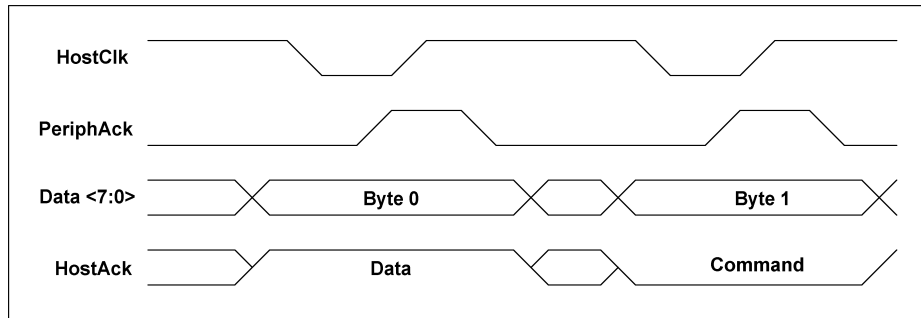 HostClk
PeriphAck
Data <7:0>
Byte 0
Byte 1
HostAck
Data
Command